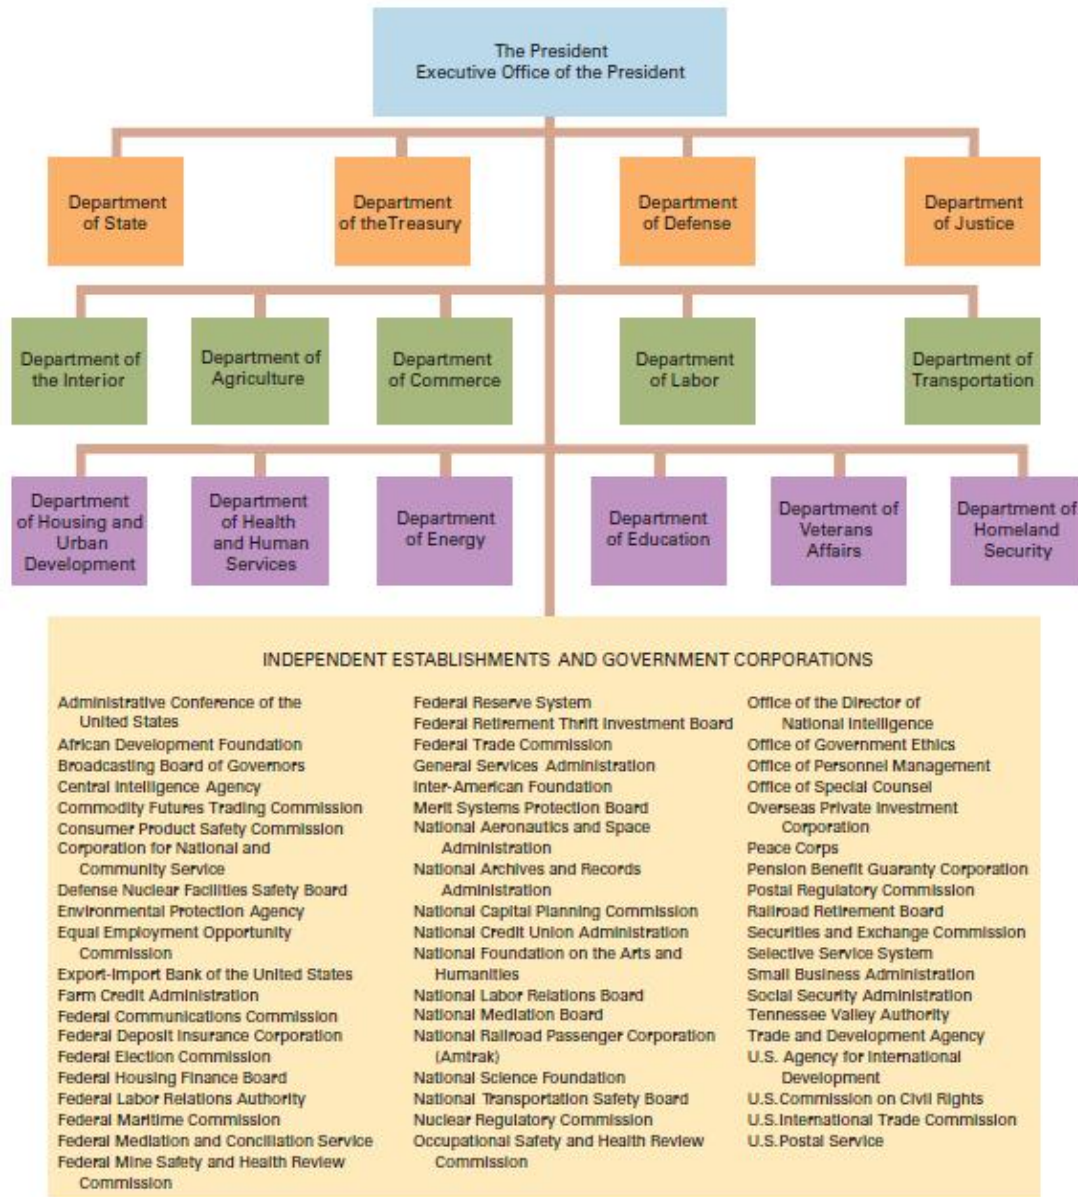 The President
Executive Office of the President
Department
of State
Department
of theTreasury
Department
of Defense
Department
of Justice
Department of
the Interior
Department of
Agriculture
Department
of Commerce
Department
of Labor
Department of
Transportation
Department
of Housing and
Urban
Development
Department
of Health
and Human
Services
Department
of Energy
Department
of Education
Department of
Veterans
Affairs
Department of
Homeland
Security
INDEPENDENT ESTABLISHMENTS AND GOVERNMENT CORPORATIONS
Administrative Conference of the
United States
African Development Foundation
Broadcasting Board of Governors
Central Intelligence Agency
Commodity Futures Trading Commission
Consumer Product Safety Commission
Corporation for National and
Community Service
Defense Nuclear Facilities Safety Board
Environmental Protection Agency
Equal Employment Opportunity
Commission
Export-Import Bank of the United States
Farm Credit Administration
Federal Communications Commission
Federal Deposit Insurance Corporation
Federal Election Commission
Federal Housing Finance Board
Federal Labor Relations Authority
Federal Maritime Commission
Federal Mediation and Conciliation Service
Federal Mine Safety and Health Review
Commission
Federal Reserve System
Federal Retirement Thrift Investment Board
Federal Trade Commission
General Services Administration
Inter-American Foundation
Merit Systems Protection Board
National Aeronautics and Space
Administration
National Archives and Records
Administration
National Capital Planning Commission
National Credit Union Administration
National Foundation on the Arts and
Humanities
National Labor Relations Board
National Mediation Board
National Railroad Passenger Corporation
(Amtrak)
National Science Foundation
National Transportation Safety Board
Nuclear Regulatory Commission
Occupational Safety and Health Review
Commission
Office of the Director of
National Intelligence
Office of Government Ethics
Office of Personnel Management
Office of Special Counsel
Overseas Private Investment
Corporation
Peace Corps
Pension Benefit Guaranty Corporation
Postal Regulatory Commission
Railroad Retirement Board
Securities and Exchange Commission
Selective Service System
Small Business Administration
Social Security Administration
Tennessee Valley Authority
Trade and Development Agency
U.S. Agency for International
Development
U.S.Commission on Civil Rights
U.S.International Trade Commission
U.S.Postal Service